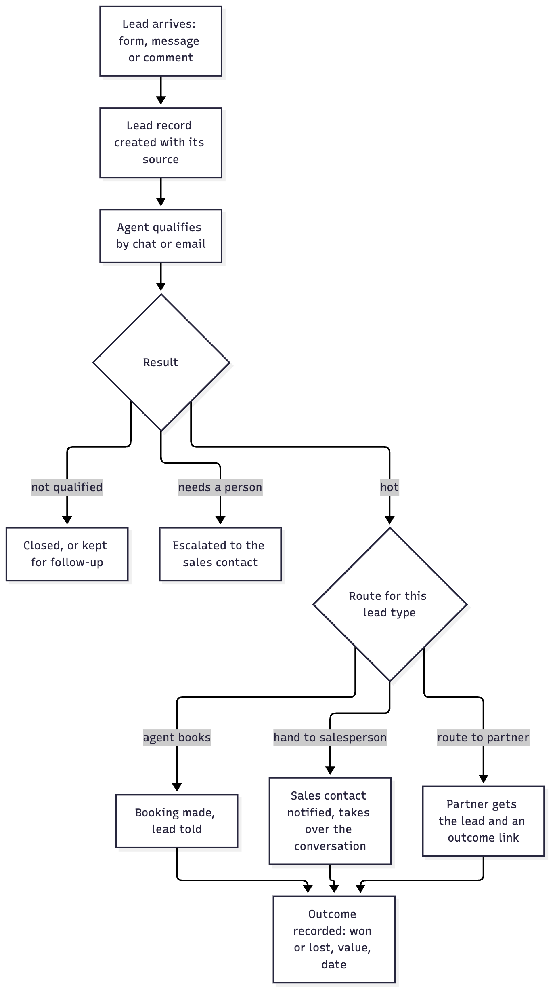 Lead arrives:
form, message
or comment
Lead record
created with its
source
Agent qualifies
by chat or email
Result
not qualified
needs a person
hot
Closed, or kept
for follow-up
Escalated to the
sales contact
Route for this
lead type
agent books
hand to salesperson
route to partner
Booking made,
lead told
Sales contact
notified, takes
over the
conversation
Partner gets
the lead and an
outcome link
Outcome
recorded: won
or lost, value,
date